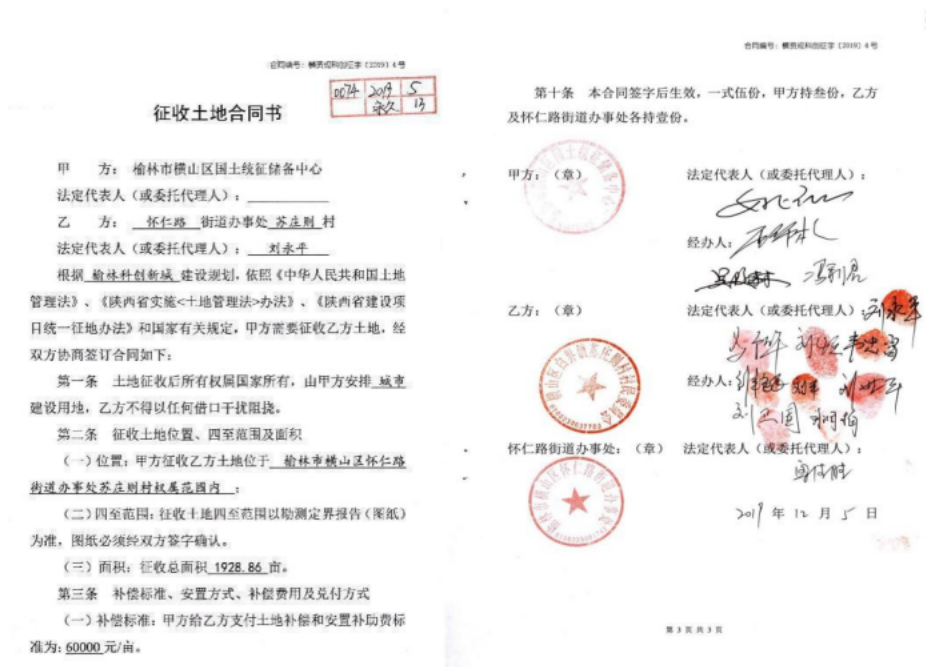 合同编号：横资规科创征字〔2019〕4号
0074 2019 5
永久 13
征收土地合同书
甲 方： 榆林市横山区国土统征储备中心
法定代表人（或委托代理人）：
乙 方： 怀仁路 街道办事处 苏庄则 村
法定代表人（或委托代理人）： 刘永平
根据 榆林科创新城 建设规划，依照《中华人民共和国土地
管理法》、《陕西省实施<土地管理法>办法》、《陕西省建设项
目统一征地办法》和国家有关规定，甲方需要征收乙方土地，经
双方协商签订合同如下：
第一条 土地征收后所有权属国家所有，由甲方安排 城市
建设用地，乙方不得以任何借口干扰阻挠。
第二条 征收土地位置、四至范围及面积
（一）位置：甲方征收乙方土地位于 榆林市横山区怀仁路
街道办事处苏庄则村权属范围内 ；
（二）四至范围：征收土地四至范围以勘测定界报告（图纸）
为准，图纸必须经双方签字确认。
（三）面积：征收总面积 1928.86 亩。
第三条 补偿标准、安置方式、补偿费用及兑付方式
（一）补偿标准：甲方给乙方支付土地补偿和安置补助费标
准为：60000 元/亩。
合同编号：横资规科创征字〔2019〕4号
第十条 本合同签字后生效，一式伍份，甲方持叁份，乙方
及怀仁路街道办事处各持壹份。
甲方：（章） 法定代表人（或委托代理人）：
经办人：
乙方：（章） 法定代表人（或委托代理人）： 刘永平
经办人：
怀仁路街道办事处：（章） 法定代表人（或委托代理人）：
2019 年 12 月 5 日
第 3 页 共 3 页